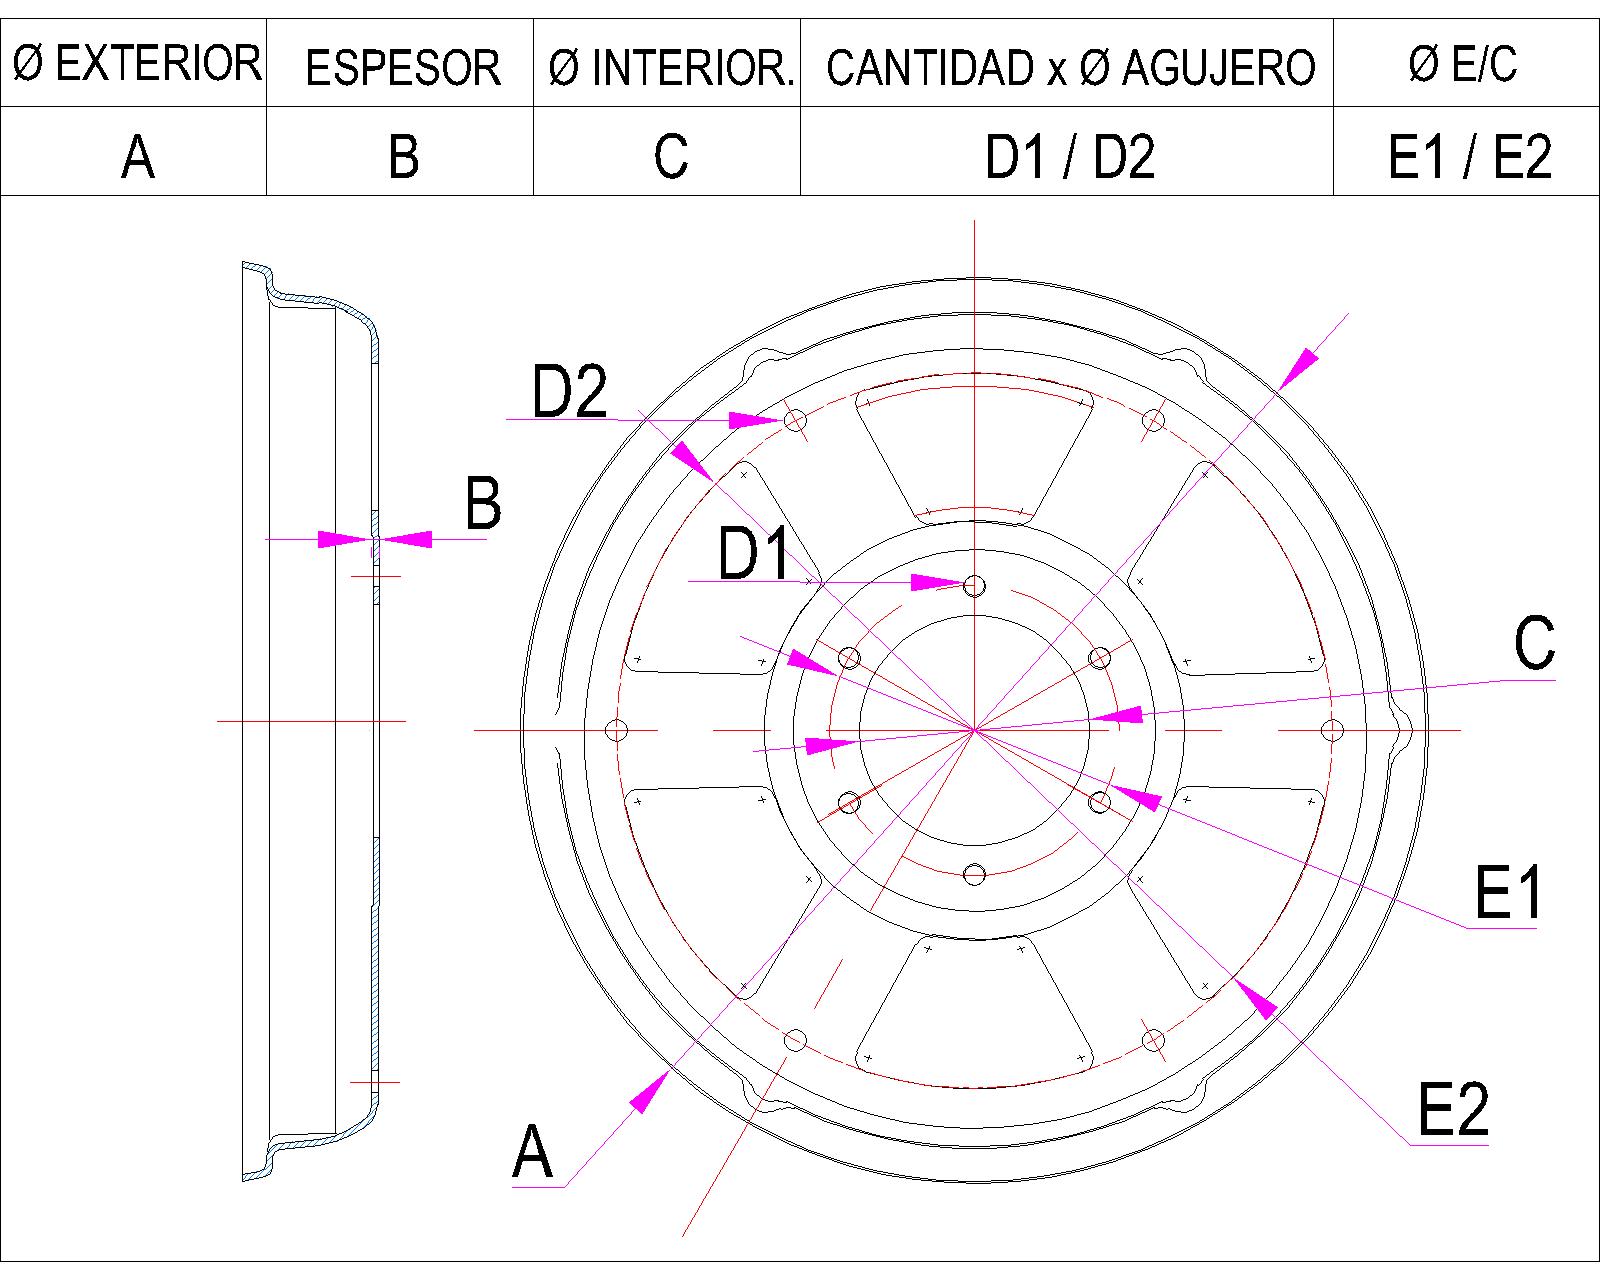 Ø EXTERIOR ESPESOR Ø INTERIOR. CANTIDAD x Ø AGUJERO Ø E/C
A B C D1 / D2 E1 / E2
D2
B
D1
C
E1
E2
A